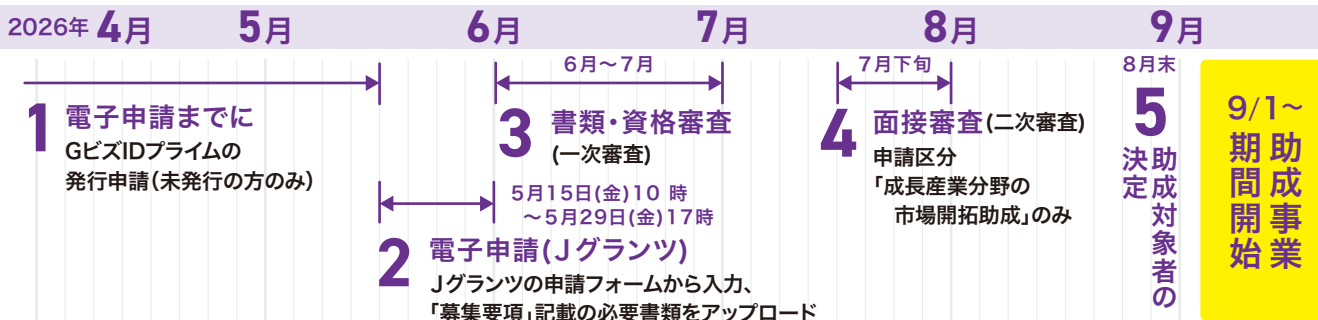 2026年 4月 5月 6月 7月 8月 9月
1 電子申請までに
GビズIDプライムの
発行申請(未発行の方のみ)
5月15日(金)10 時
～5月29日(金)17時
2 電子申請(Jグランツ)
Jグランツの申請フォームから入力、
「募集要項」記載の必要書類をアップロード
6月～7月
3 書類・資格審査
(一次審査)
7月下旬
4 面接審査(二次審査)
申請区分
「成長産業分野の
市場開拓助成」のみ
8月末
5
助成対象者の
決定
9/1～
助成事業
期間開始